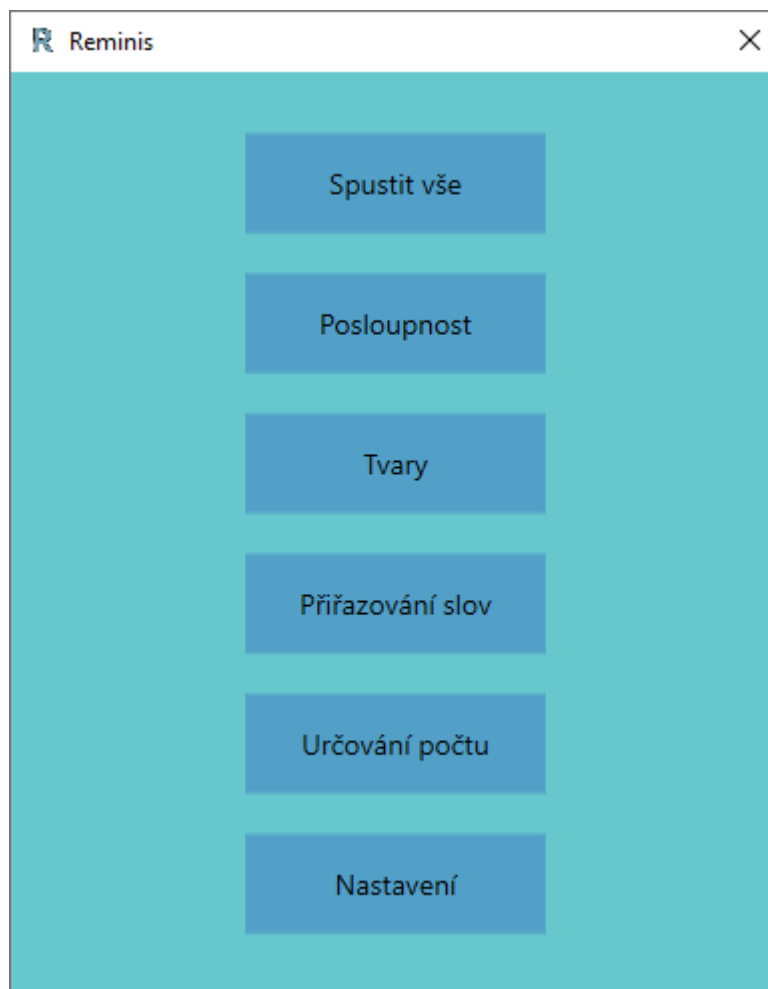 Reminis
Spustit vše
Posloupnost
Tvary
Přiřazování slov
Určování počtu
Nastavení